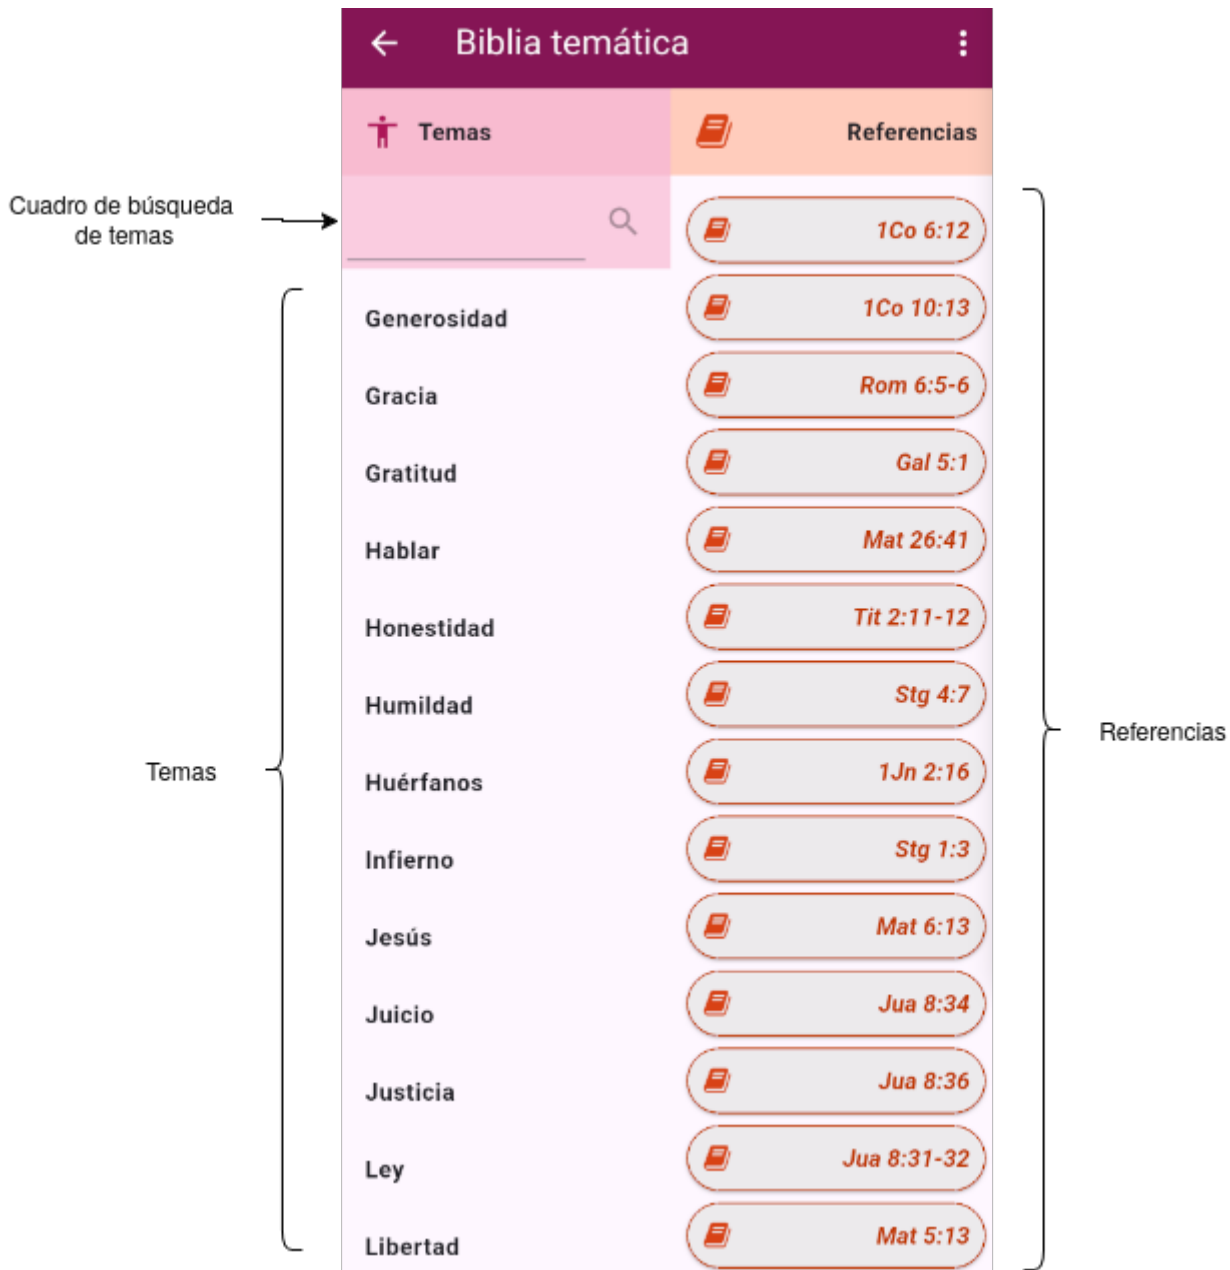 Biblia temática
Temas
Referencias
Cuadro de búsqueda
de temas
Temas
Generosidad
Gracia
Gratitud
Hablar
Honestidad
Humildad
Huérfanos
Infierno
Jesús
Juicio
Justicia
Ley
Libertad
1Co 6:12
1Co 10:13
Rom 6:5-6
Gal 5:1
Mat 26:41
Tit 2:11-12
Stg 4:7
1Jn 2:16
Stg 1:3
Mat 6:13
Jua 8:34
Jua 8:36
Jua 8:31-32
Mat 5:13
Referencias